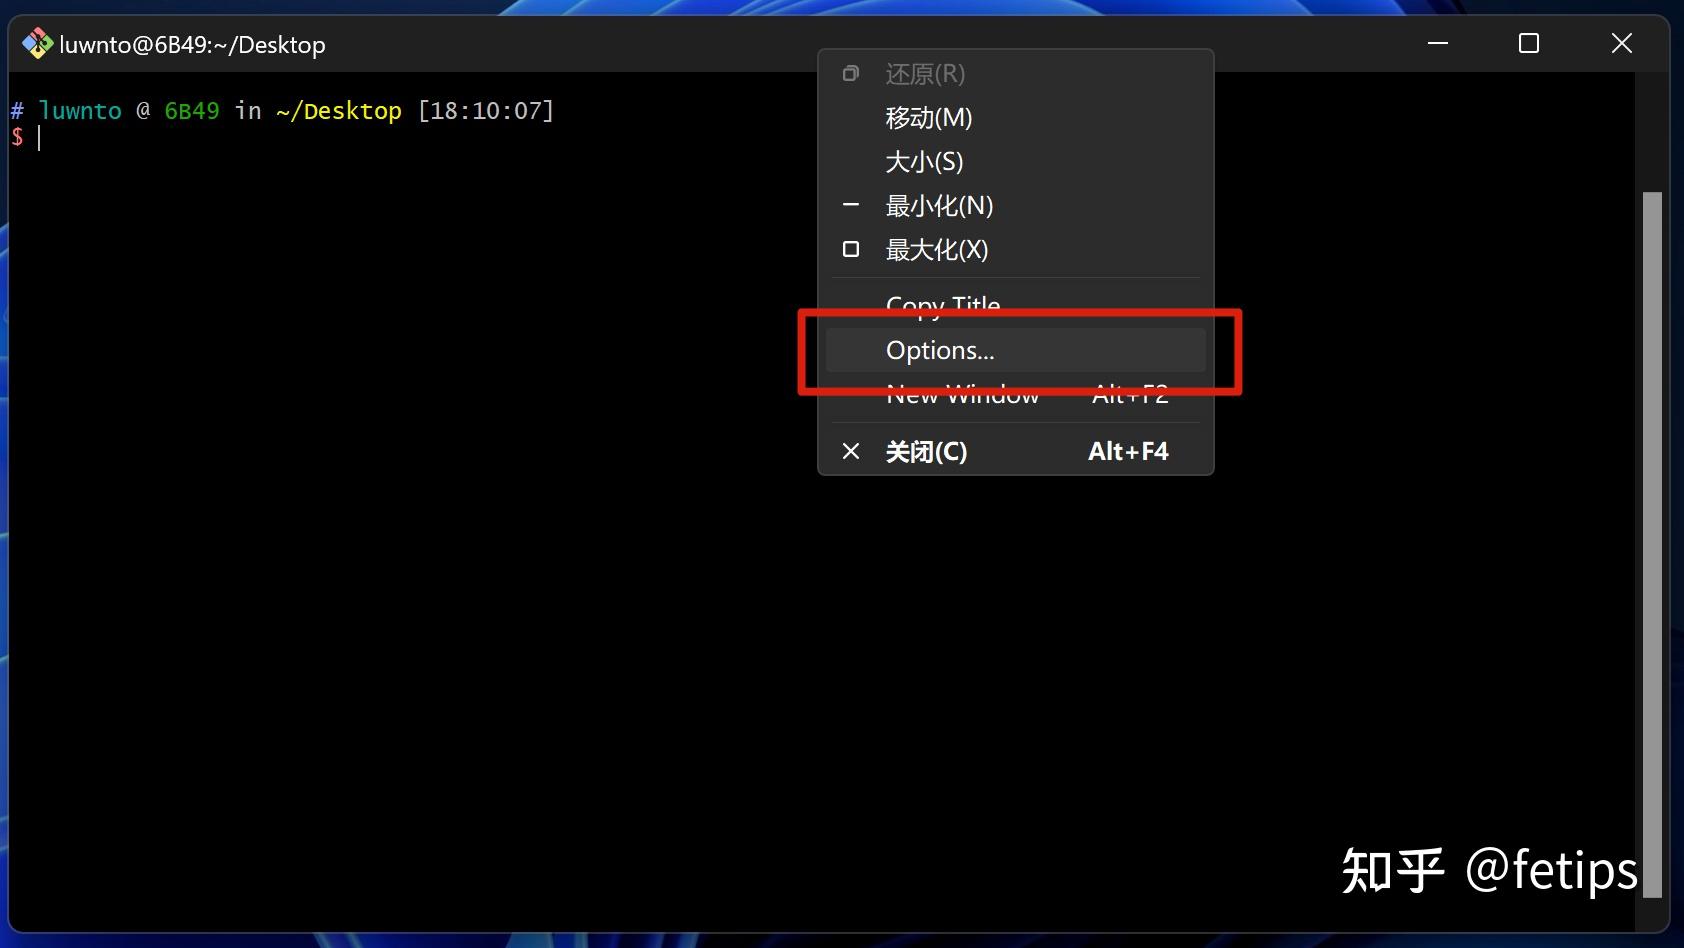 luwnto@6B49:~/Desktop
# luwnto @ 6B49 in ~/Desktop [18:10:07]
$
还原(R)
移动(M)
大小(S)
最小化(N)
最大化(X)
Copy Title
Options...
New Window Alt+F2
关闭(C) Alt+F4
知乎 @fetips